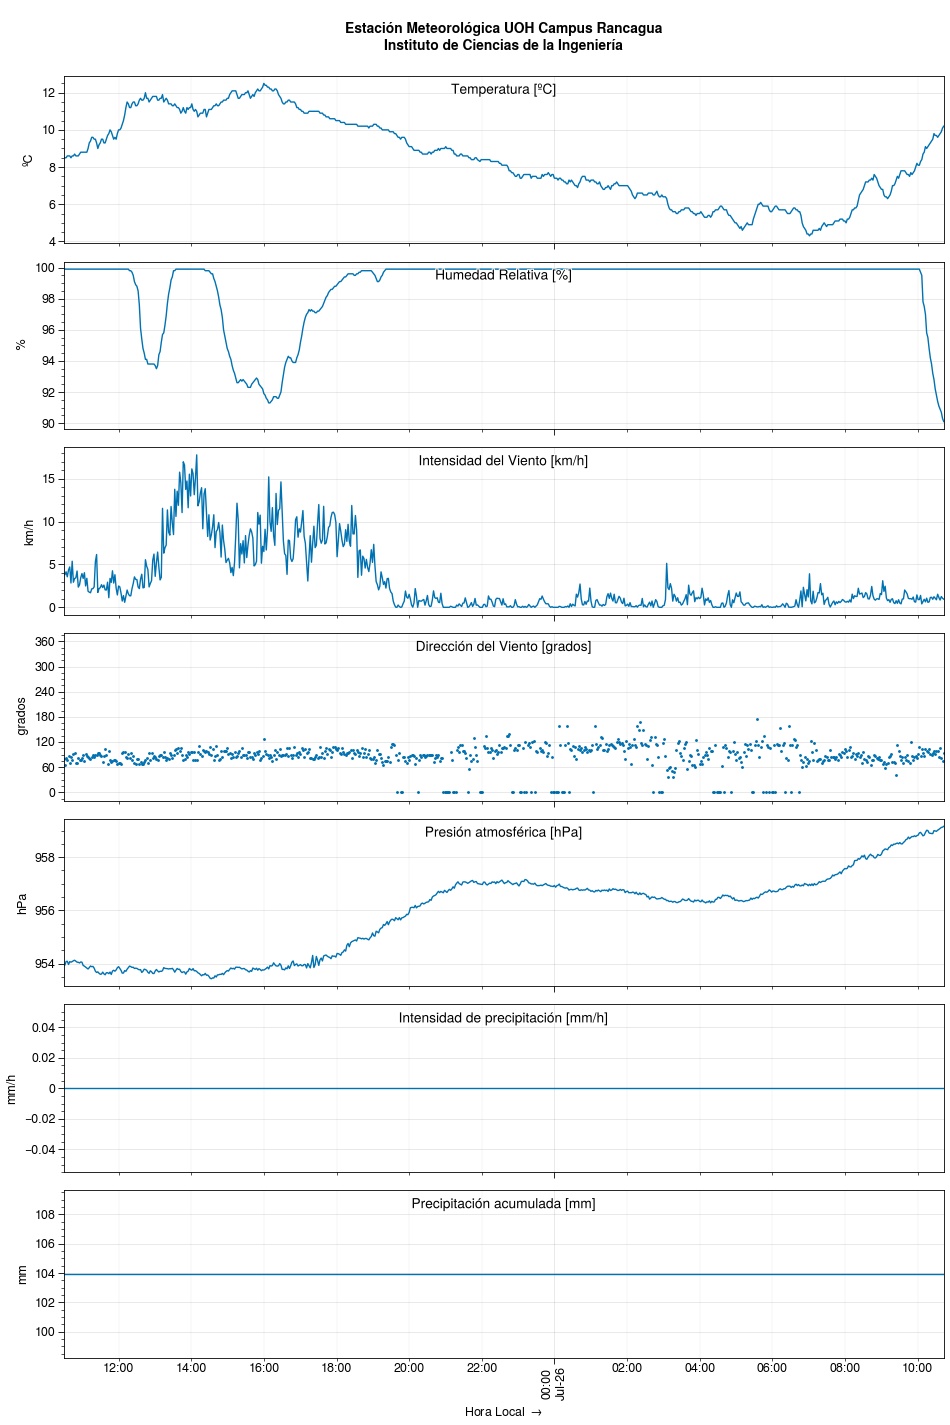 Estación Meteorológica UOH Campus Rancagua
Instituto de Ciencias de la Ingeniería
Temperatura [ºC]
ºC
12
10
8
6
4
Humedad Relativa [%]
%
100
98
96
94
92
90
Intensidad del Viento [km/h]
km/h
15
10
5
0
Dirección del Viento [grados]
grados
360
300
240
180
120
60
0
Presión atmosférica [hPa]
hPa
958
956
954
Intensidad de precipitación [mm/h]
mm/h
0.04
0.02
0
−0.02
−0.04
Precipitación acumulada [mm]
mm
108
106
104
102
100
12:00
14:00
16:00
18:00
20:00
22:00
00:00
Jul-26
02:00
04:00
06:00
08:00
10:00
Hora Local →